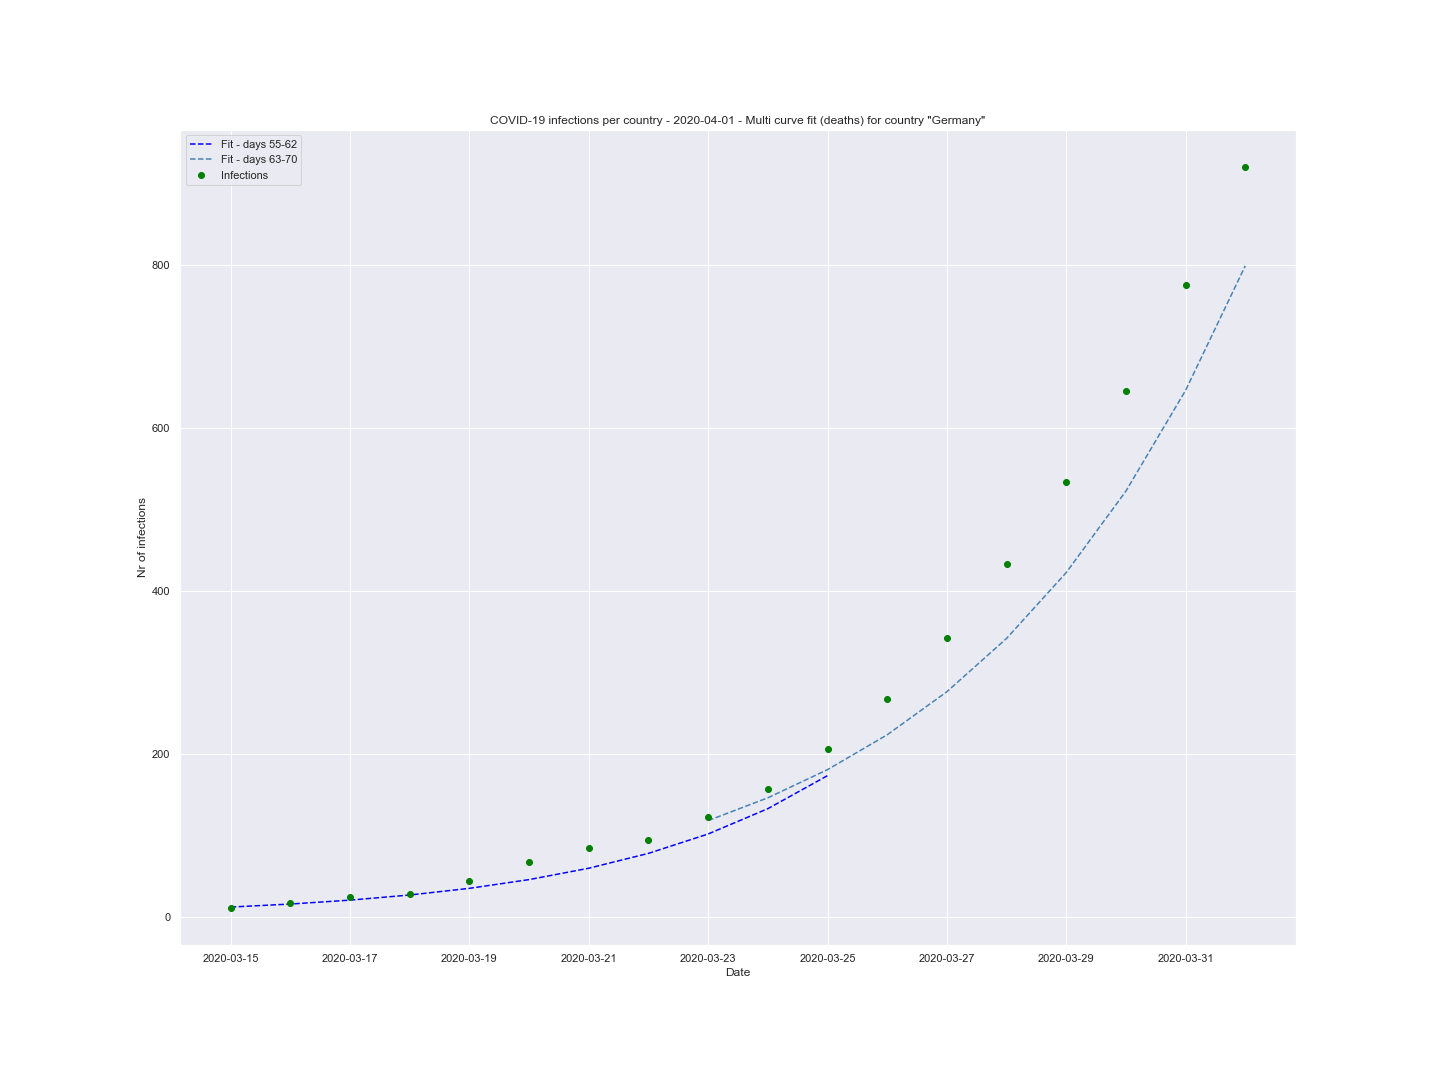 COVID-19 infections per country - 2020-04-01 - Multi curve fit (deaths) for country "Germany"
Fit - days 55-62
Fit - days 63-70
Infections
800
600
400
200
0
Nr of infections
2020-03-15 2020-03-17 2020-03-19 2020-03-21 2020-03-23 2020-03-25 2020-03-27 2020-03-29 2020-03-31
Date